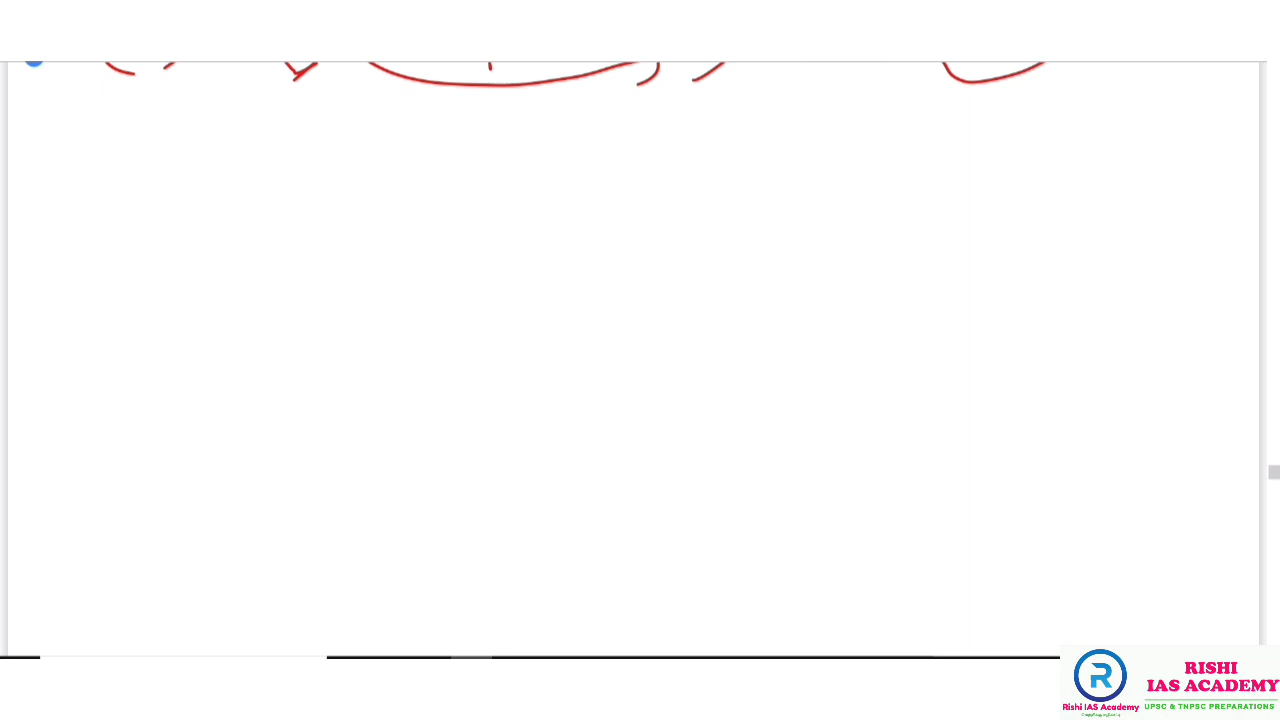 RISHI
IAS ACADEMY
Rishi IAS Academy
UPSC & TNPSC PREPARATIONS